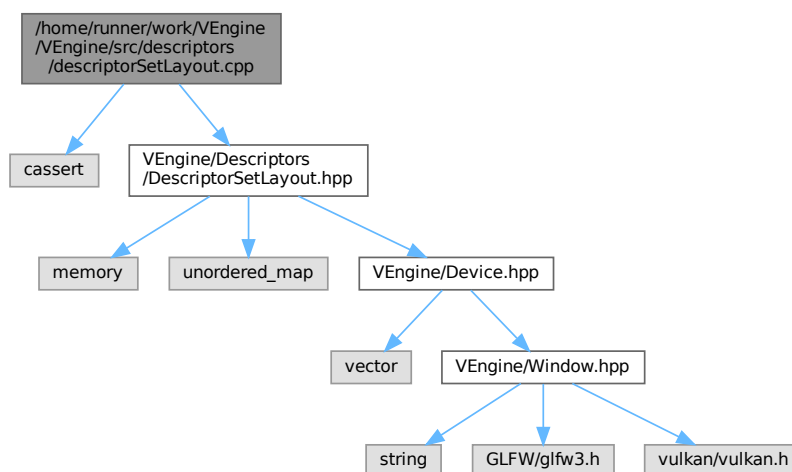 /home/runner/work/VEngine
/VEngine/src/descriptors
/descriptorSetLayout.cpp
cassert
VEngine/Descriptors
/DescriptorSetLayout.hpp
memory
unordered_map
VEngine/Device.hpp
vector
VEngine/Window.hpp
string
GLFW/glfw3.h
vulkan/vulkan.h